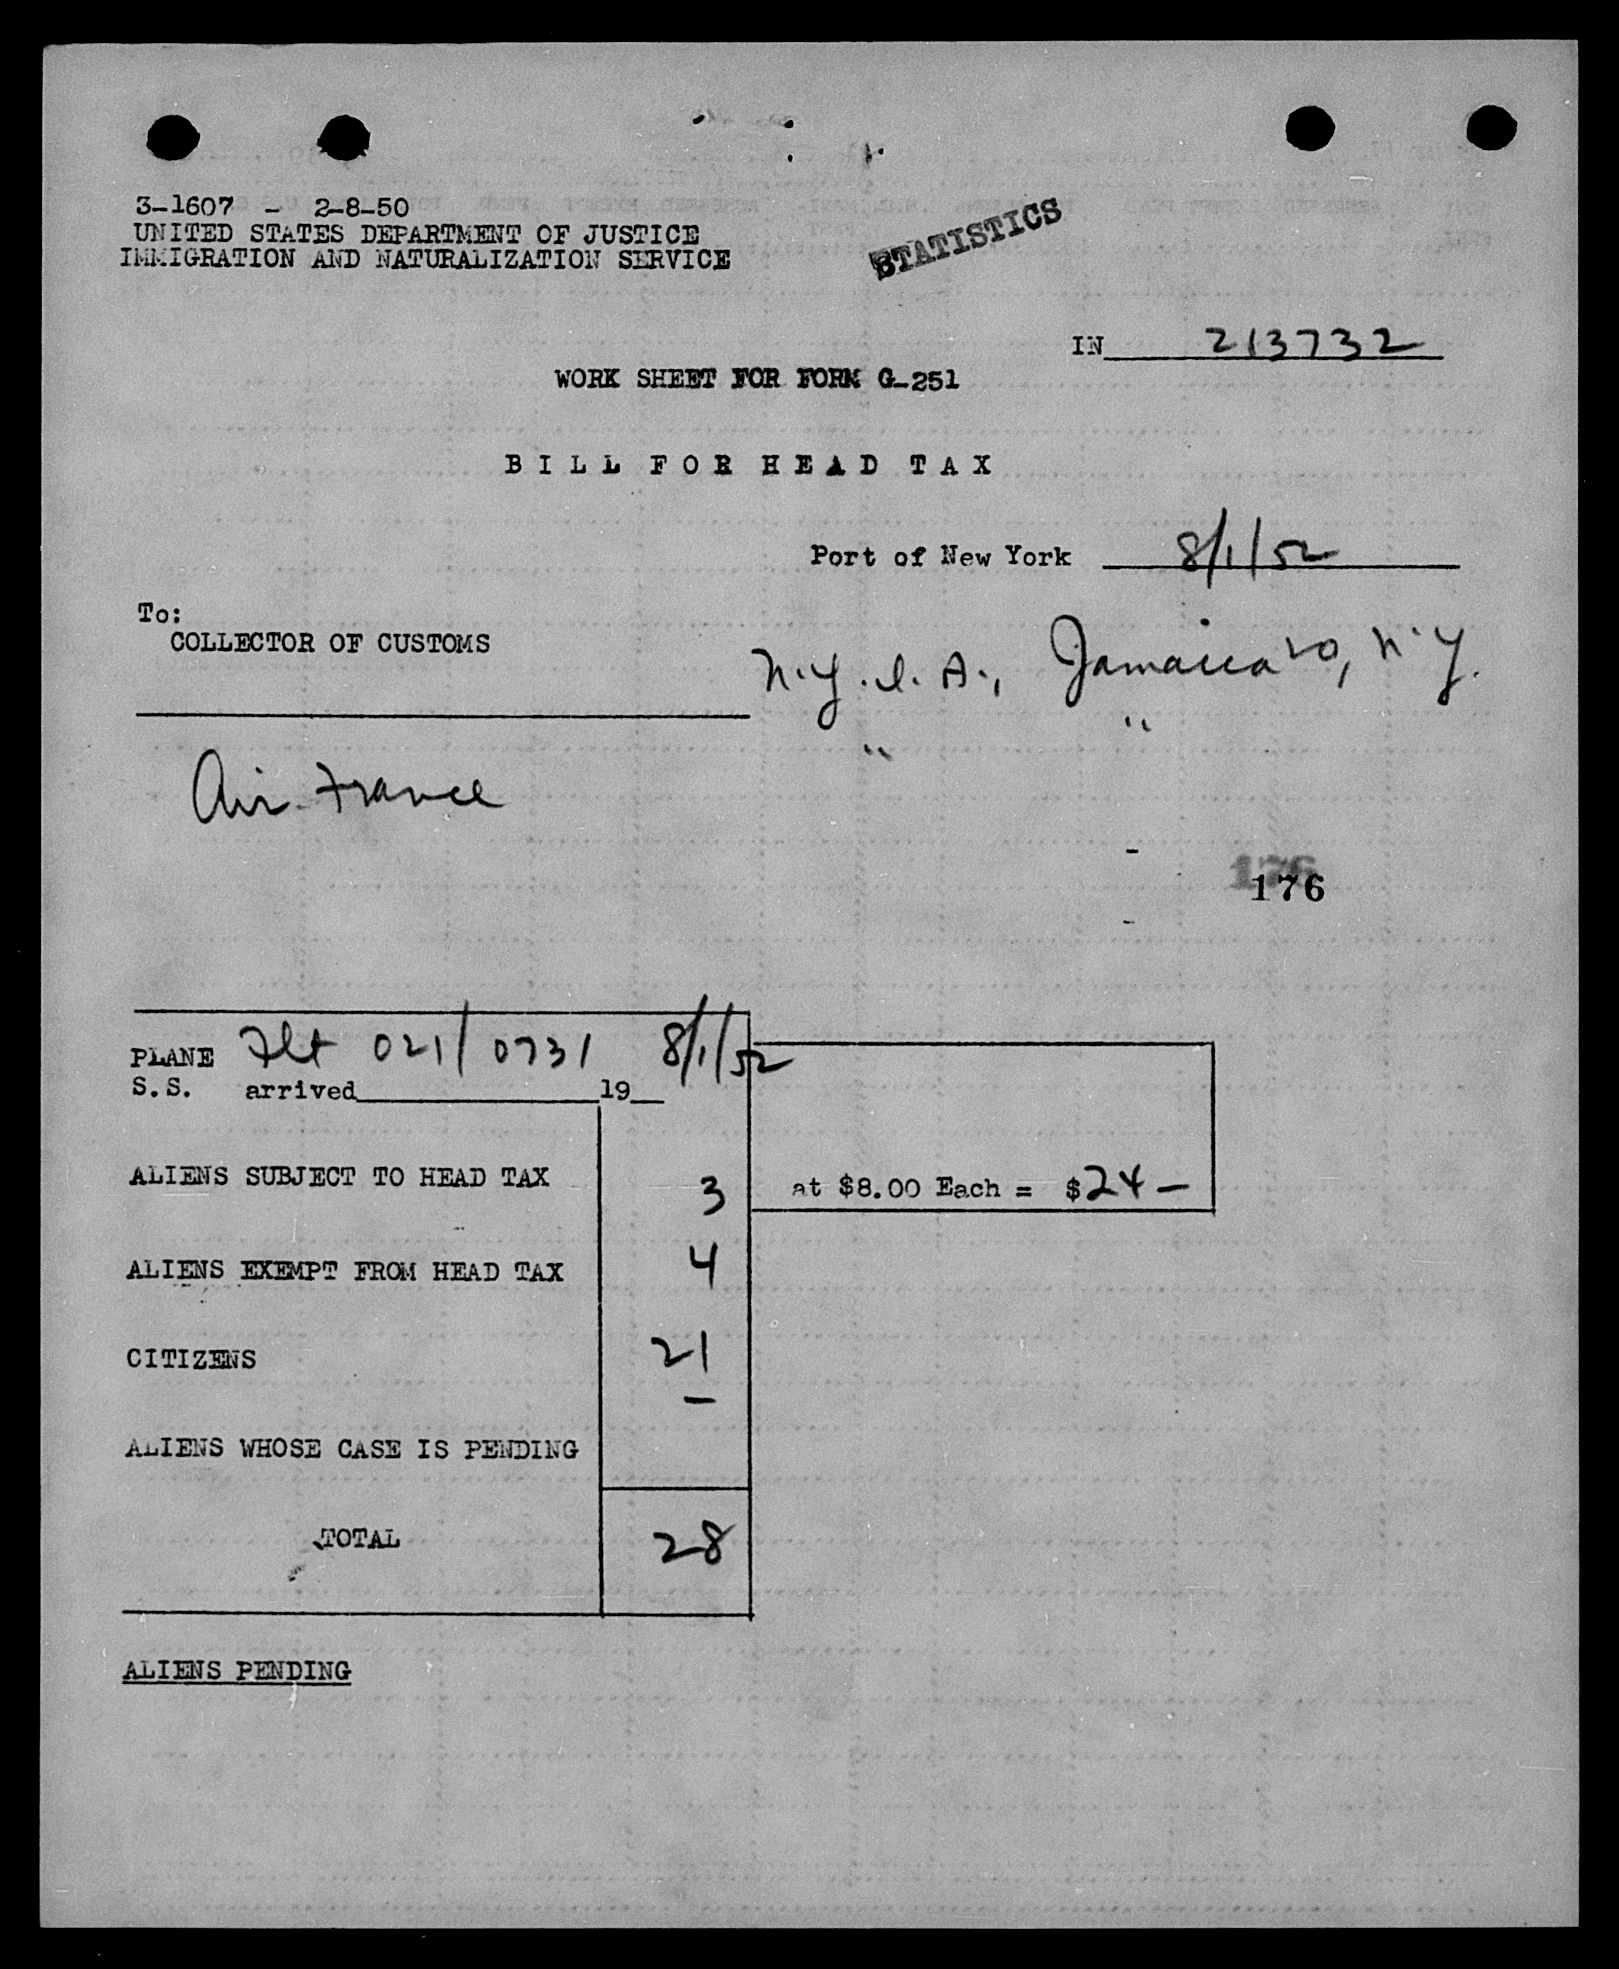 3-1607 - 2-8-50
UNITED STATES DEPARTMENT OF JUSTICE
IMMIGRATION AND NATURALIZATION SERVICE
STATISTICS
IN 213732
WORK SHEET FOR FORM G-251
BILL FOR HEAD TAX
Port of New York 8/1/52
To:
COLLECTOR OF CUSTOMS
N.Y.I.A., Jamaica 20, N.Y.
" "
Air France
176
176
PLANE Flt 021/0731 8/1/52
S.S. arrived 19
ALIENS SUBJECT TO HEAD TAX 3 at $8.00 Each = $24 -
ALIENS EXEMPT FROM HEAD TAX 4
CITIZENS 21
-
ALIENS WHOSE CASE IS PENDING
TOTAL 28
ALIENS PENDING